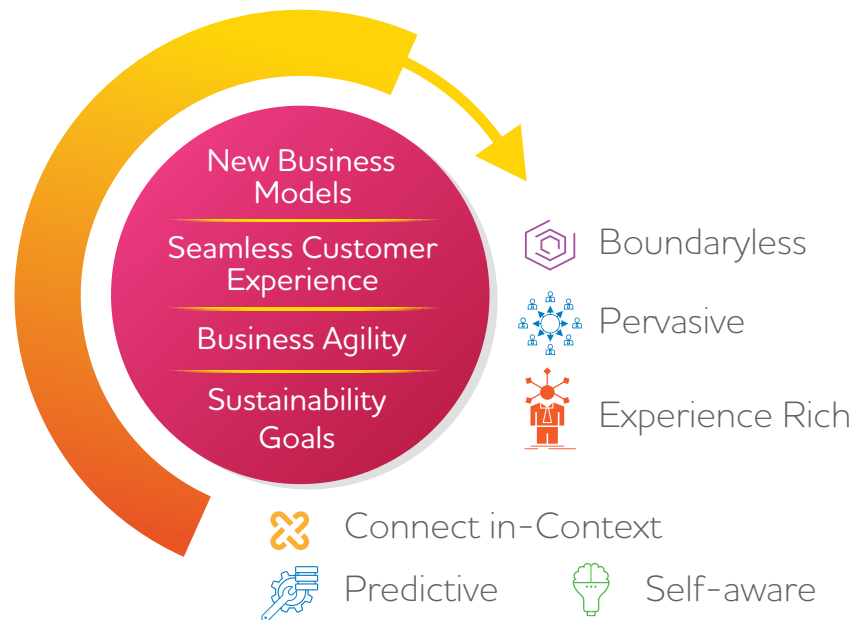 New Business
Models
Seamless Customer
Experience
Business Agility
Sustainability
Goals
Boundaryless
Pervasive
Experience Rich
Connect in-Context
Predictive
Self-aware